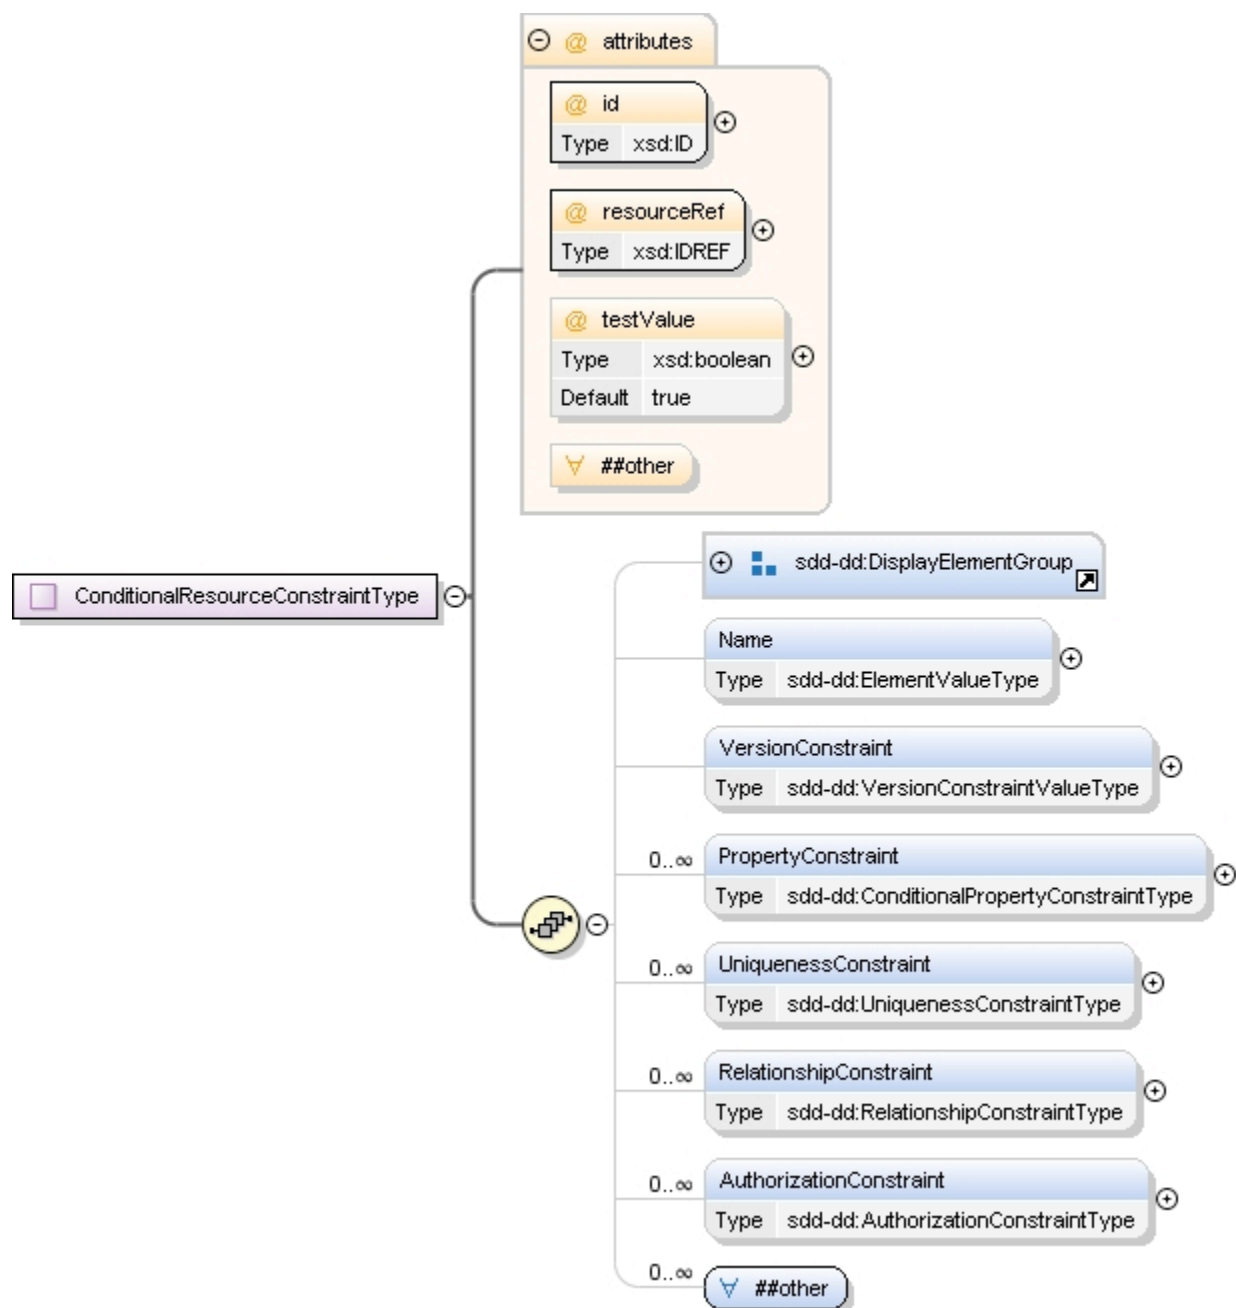 @ attributes
@ id
Type xsd:ID
@ resourceRef
Type xsd:IDREF
@ testValue
Type xsd:boolean
Default true
∀ ##other
ConditionalResourceConstraintType
sdd-dd:DisplayElementGroup
Name
Type sdd-dd:ElementValueType
VersionConstraint
Type sdd-dd:VersionConstraintValueType
0..∞ PropertyConstraint
Type sdd-dd:ConditionalPropertyConstraintType
0..∞ UniquenessConstraint
Type sdd-dd:UniquenessConstraintType
0..∞ RelationshipConstraint
Type sdd-dd:RelationshipConstraintType
0..∞ AuthorizationConstraint
Type sdd-dd:AuthorizationConstraintType
0..∞ ∀ ##other